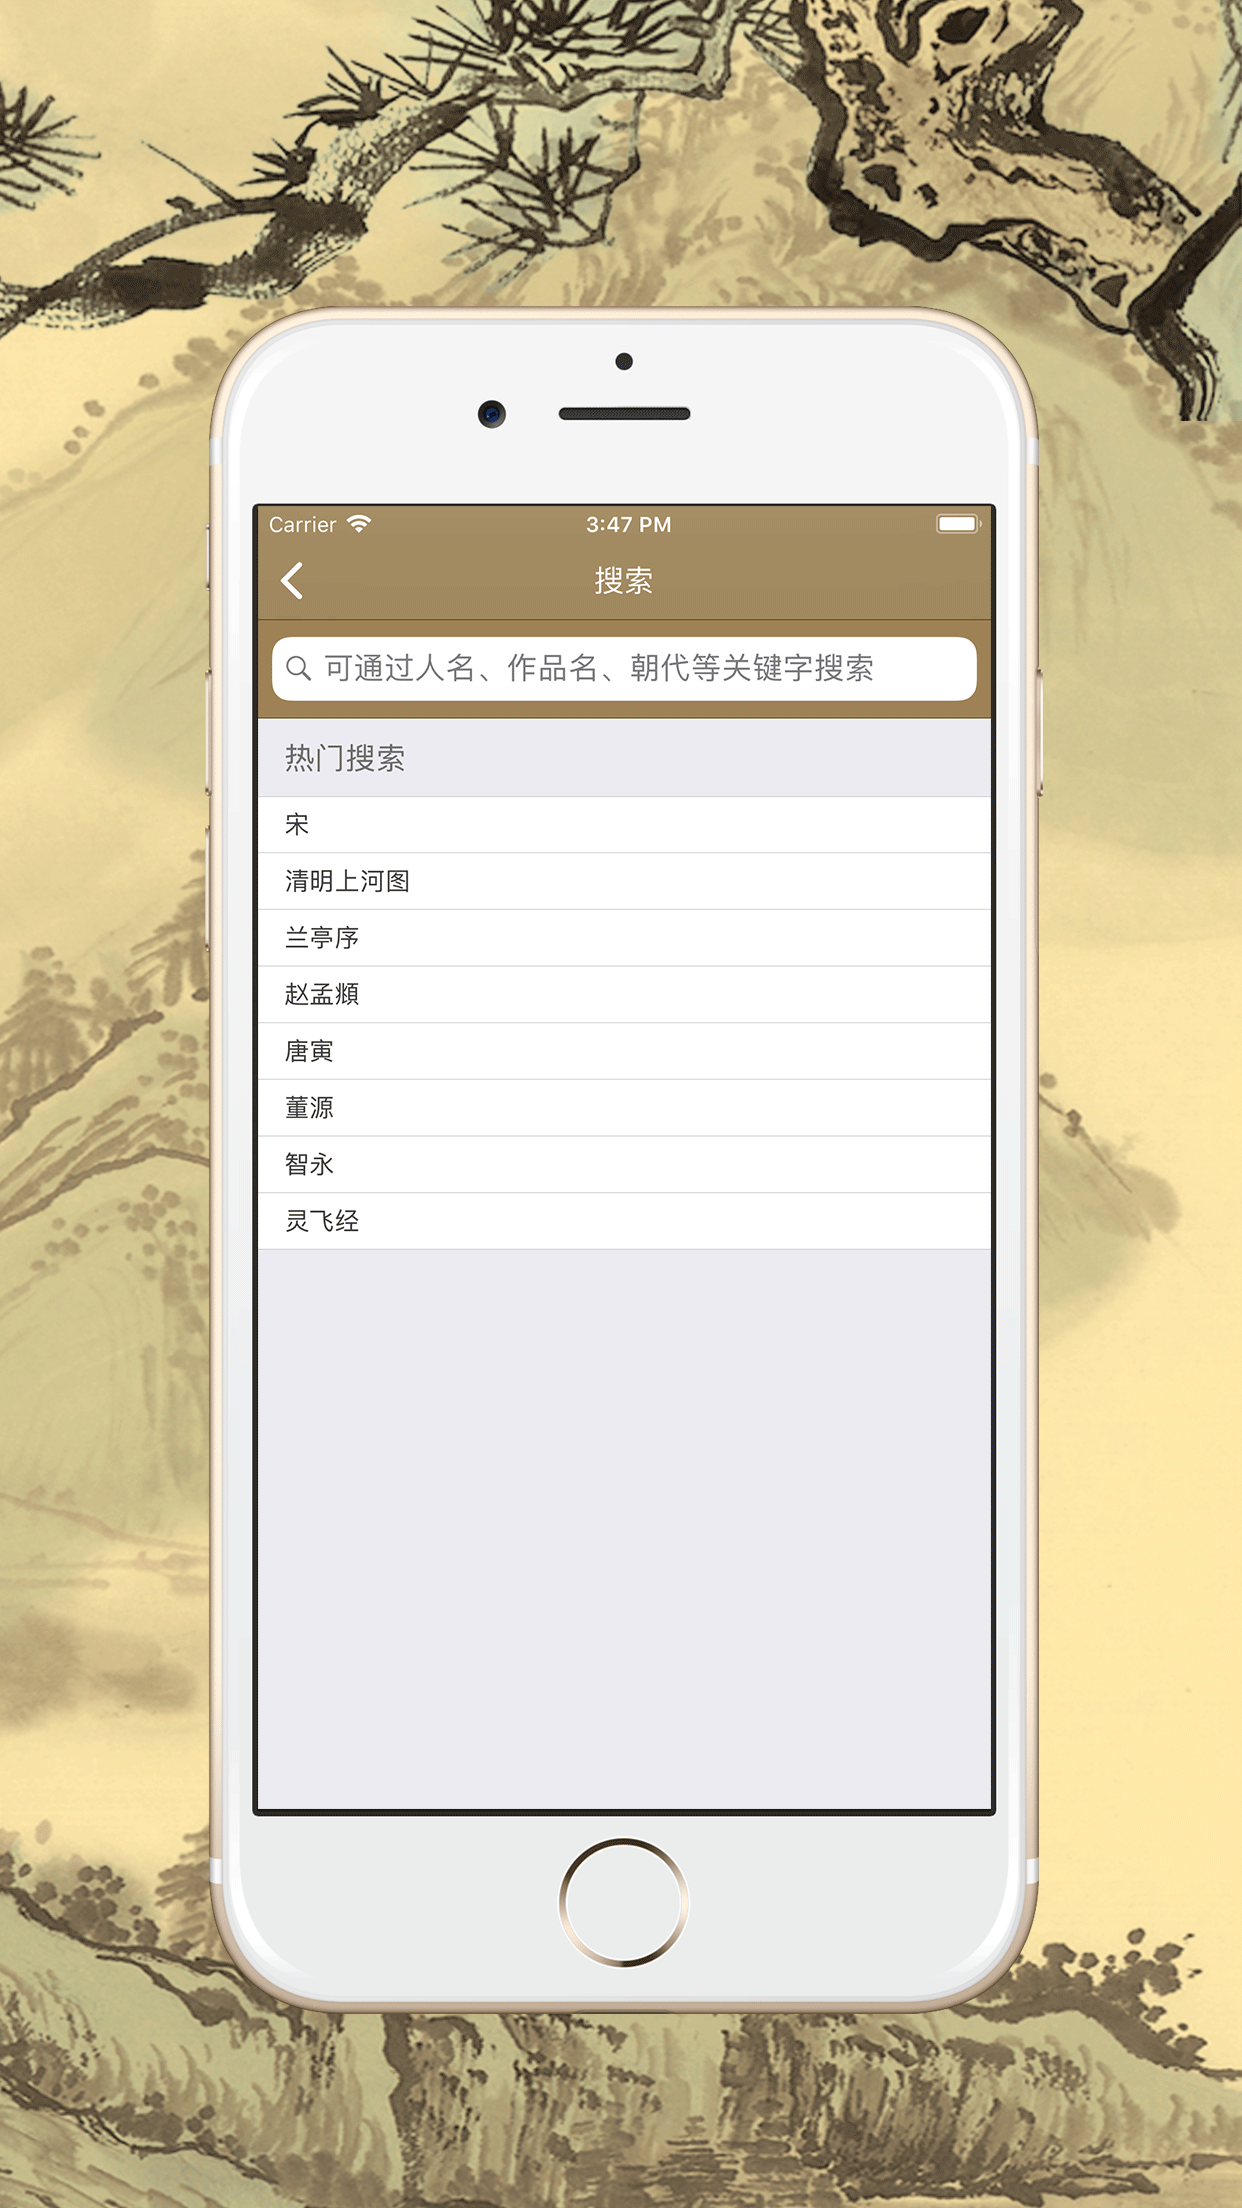 Carrier 3:47 PM
搜索
可通过人名、作品名、朝代等关键字搜索
热门搜索
宋
清明上河图
兰亭序
赵孟頫
唐寅
董源
智永
灵飞经